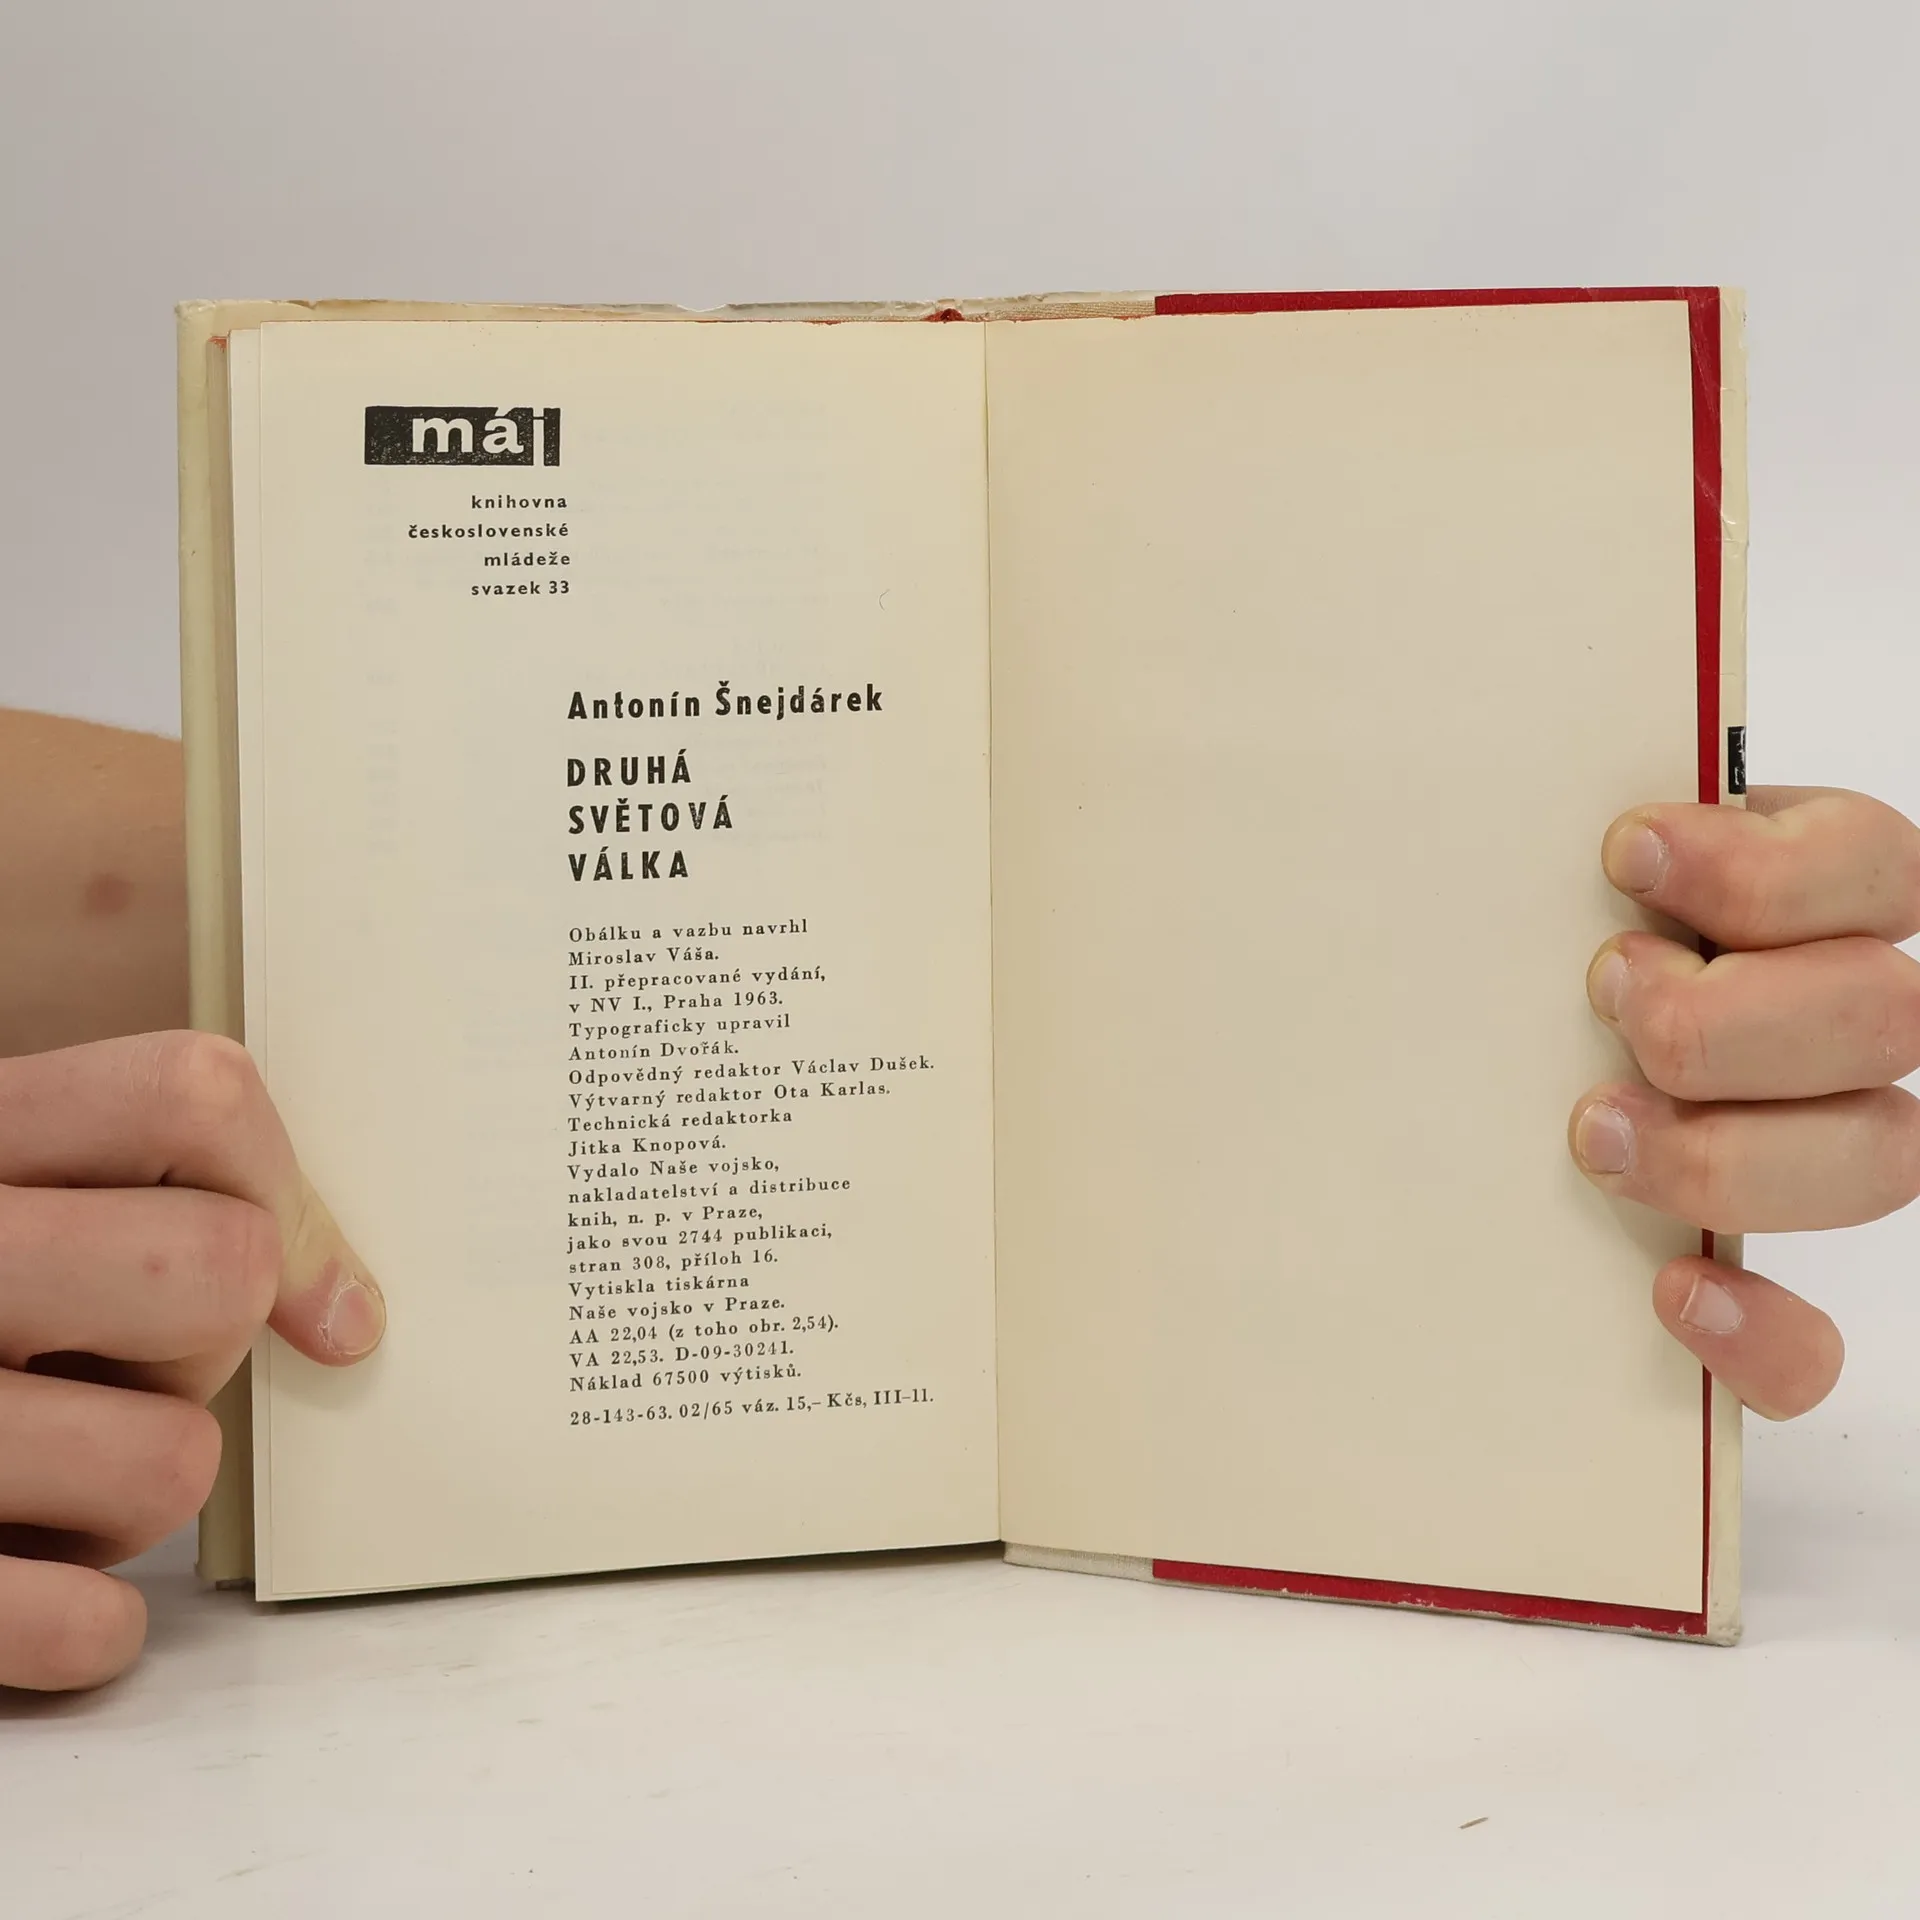 máj
knihovna
československé
mládeže
svazek 33
Antonín Šnejdárek
DRUHÁ
SVĚTOVÁ
VÁLKA
Obálku a vazbu navrhl
Miroslav Váša.
II. přepracované vydání,
v NV I., Praha 1963.
Typograficky upravil
Antonín Dvořák.
Odpovědný redaktor Václav Dušek.
Výtvarný redaktor Ota Karlas.
Technická redaktorka
Jitka Knopová.
Vydalo Naše vojsko,
nakladatelství a distribuce
knih, n. p. v Praze,
jako svou 2744 publikaci,
stran 308, příloh 16.
Vytiskla tiskárna
Naše vojsko v Praze.
AA 22,04 (z toho obr. 2,54).
VA 22,53. D-09-30241.
Náklad 67500 výtisků.
28-143-63. 02/65 váz. 15,– Kčs, III–11.